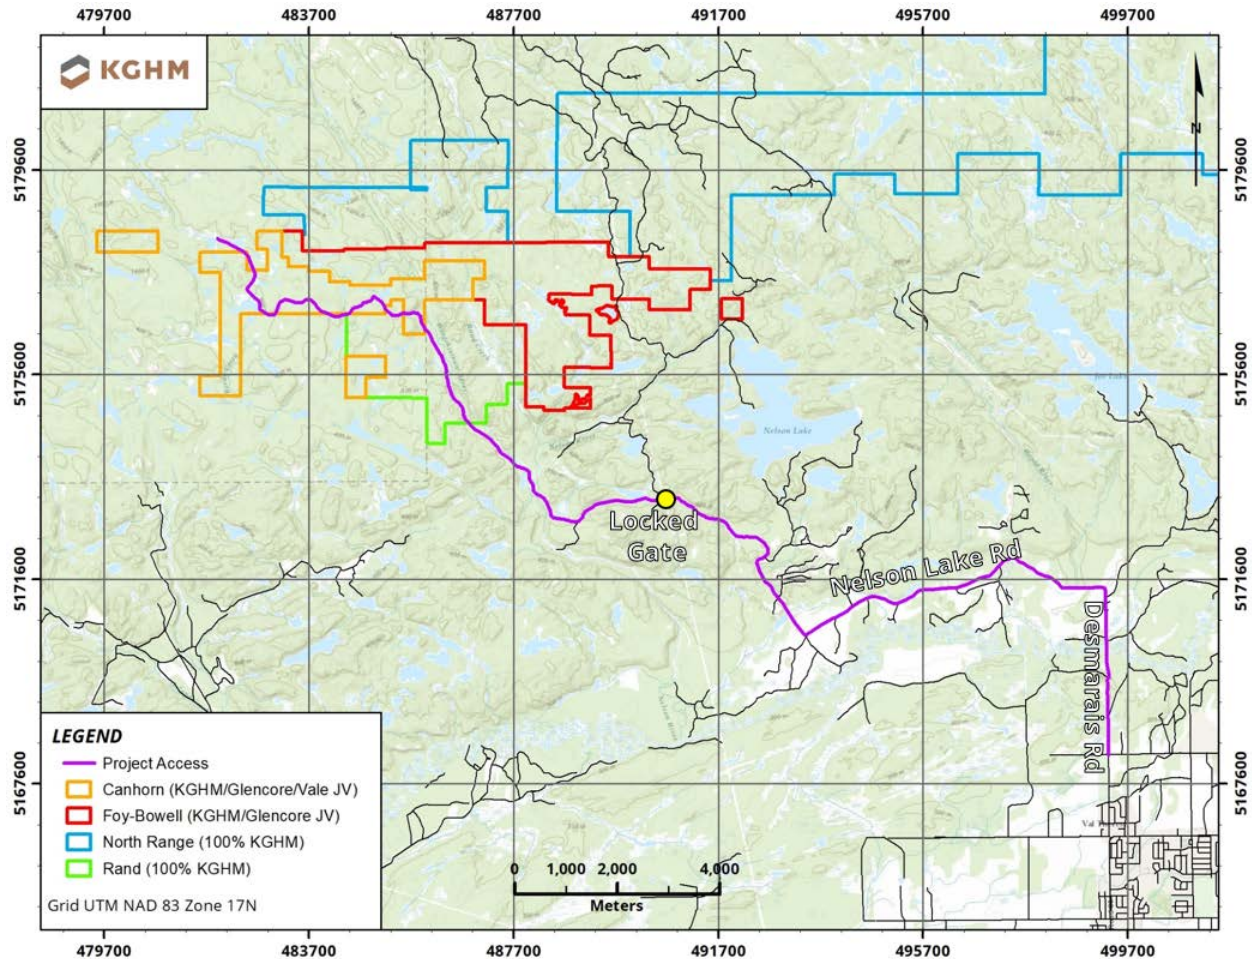 479700 483700 487700 491700 495700 499700
KGHM
N
5179600 5179600
5175600 5175600
Nelson Lake
Locked
Gate
5171600 5171600
Nelson Lake Rd
Desmarais Rd
LEGEND
Project Access
Canhorn (KGHM/Glencore/Vale JV)
Foy-Bowell (KGHM/Glencore JV)
North Range (100% KGHM)
Rand (100% KGHM)
Grid UTM NAD 83 Zone 17N
5167600 5167600
0 1,000 2,000 4,000
Meters
479700 483700 487700 491700 495700 499700